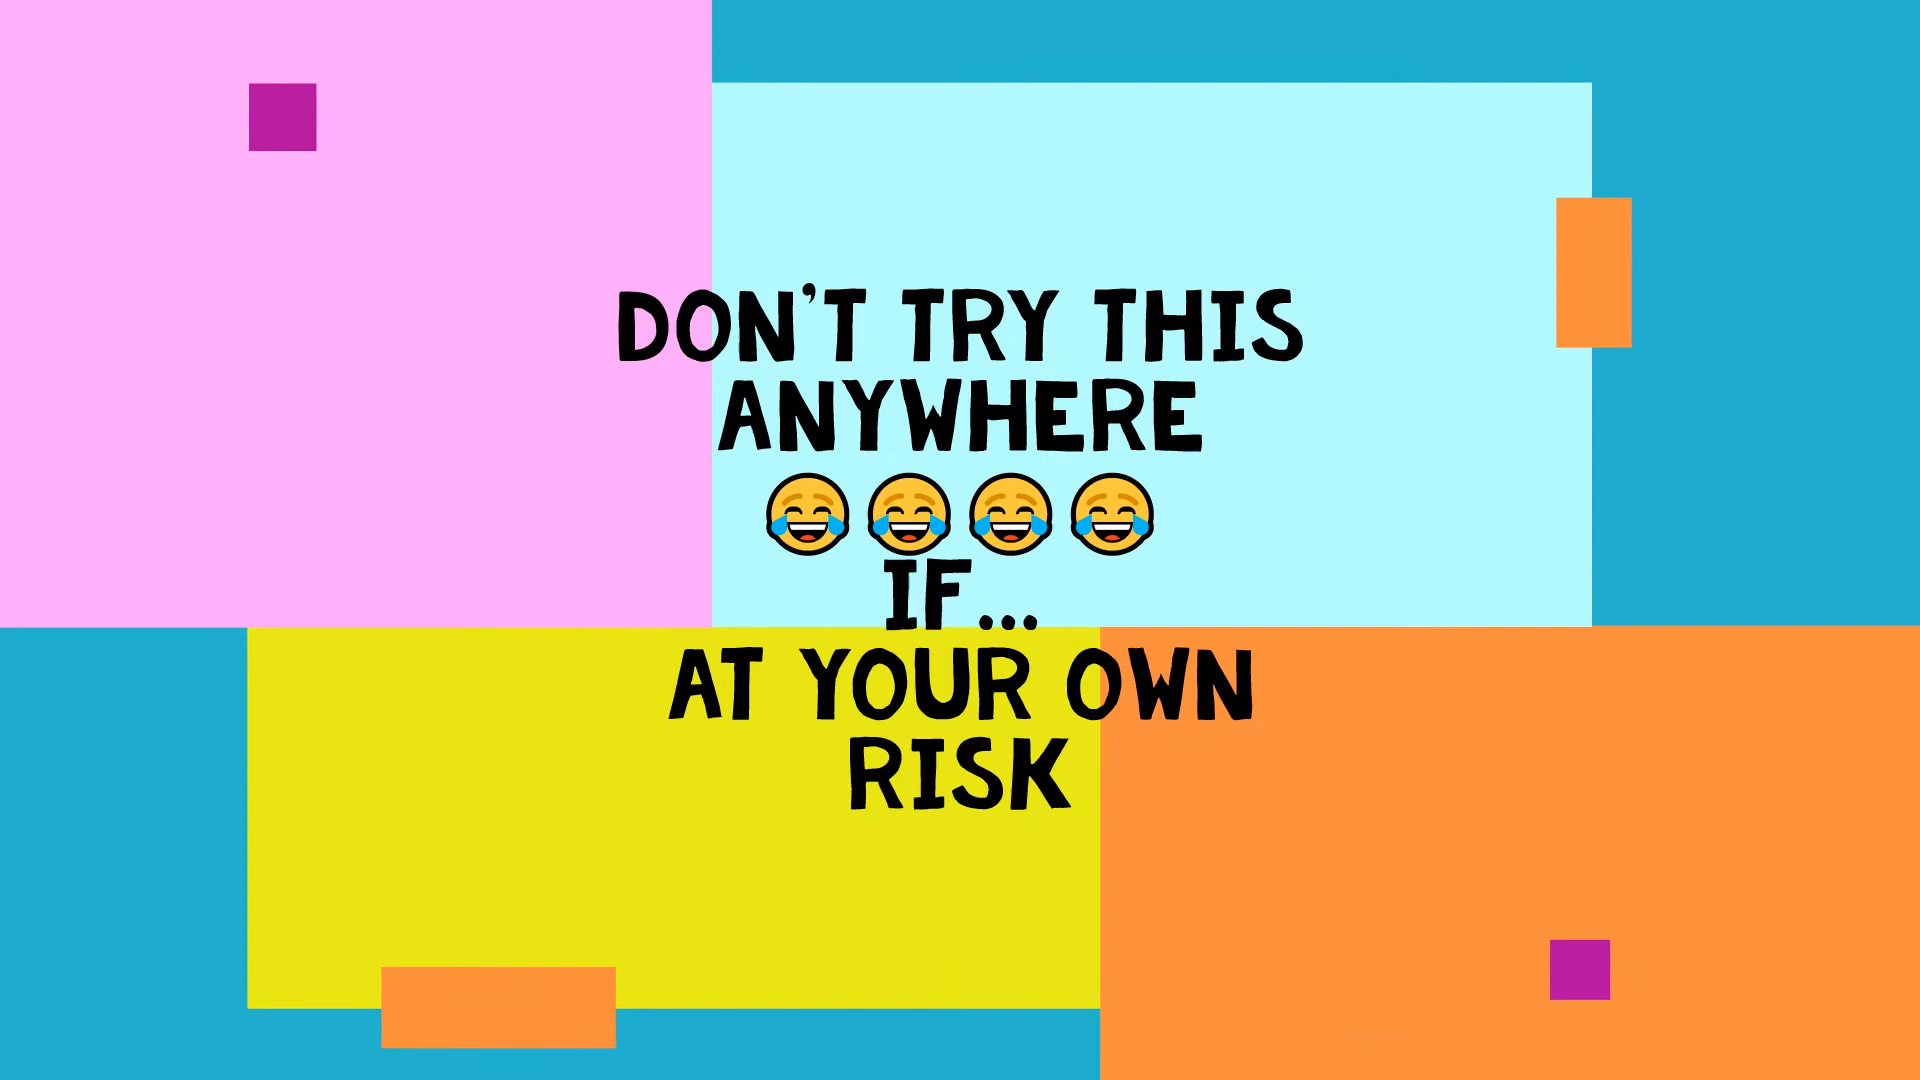 DON'T TRY THIS
ANYWHERE
😂😂😂😂
IF...
AT YOUR OWN
RISK